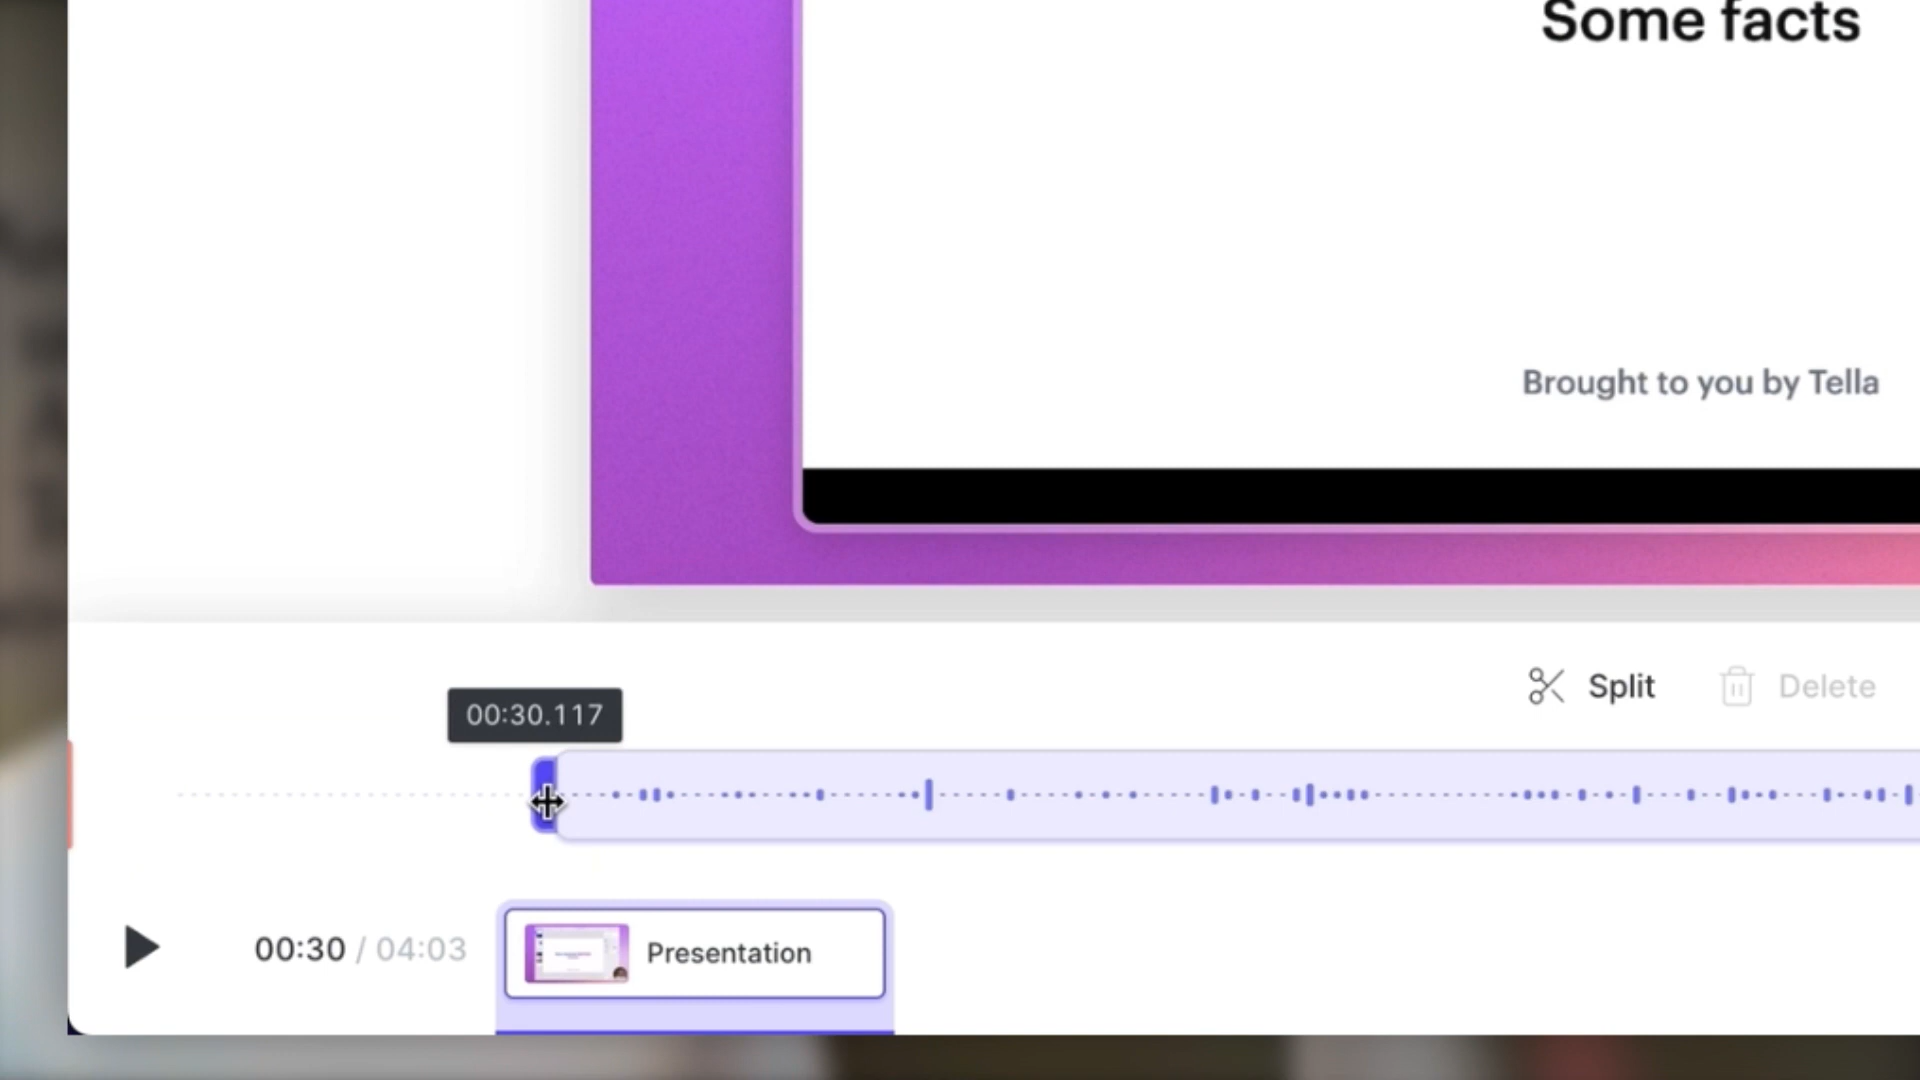 Some facts
Brought to you by Tella
Split
Delete
00:30.117
00:30 / 04:03
Presentation